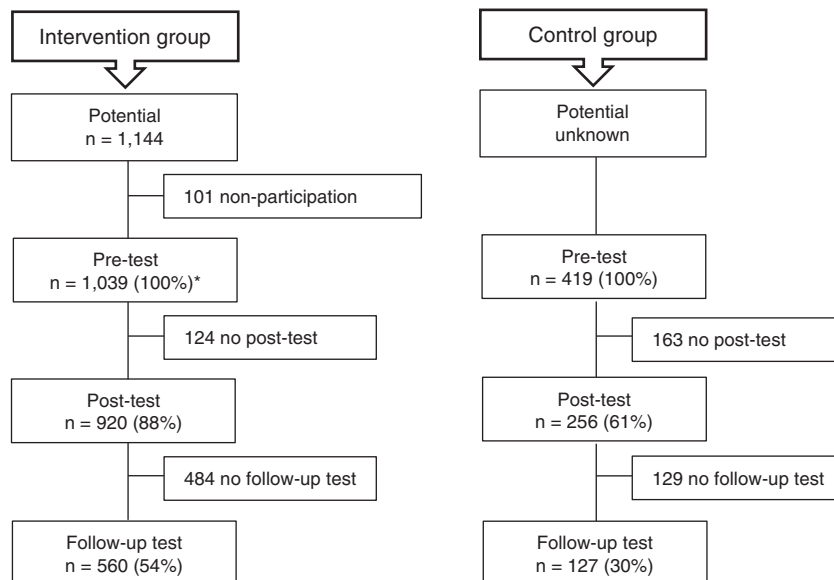 Intervention group
Potential
n = 1,144
101 non-participation
Pre-test
n = 1,039 (100%)*
124 no post-test
Post-test
n = 920 (88%)
484 no follow-up test
Follow-up test
n = 560 (54%)
Control group
Potential
unknown
Pre-test
n = 419 (100%)
163 no post-test
Post-test
n = 256 (61%)
129 no follow-up test
Follow-up test
n = 127 (30%)